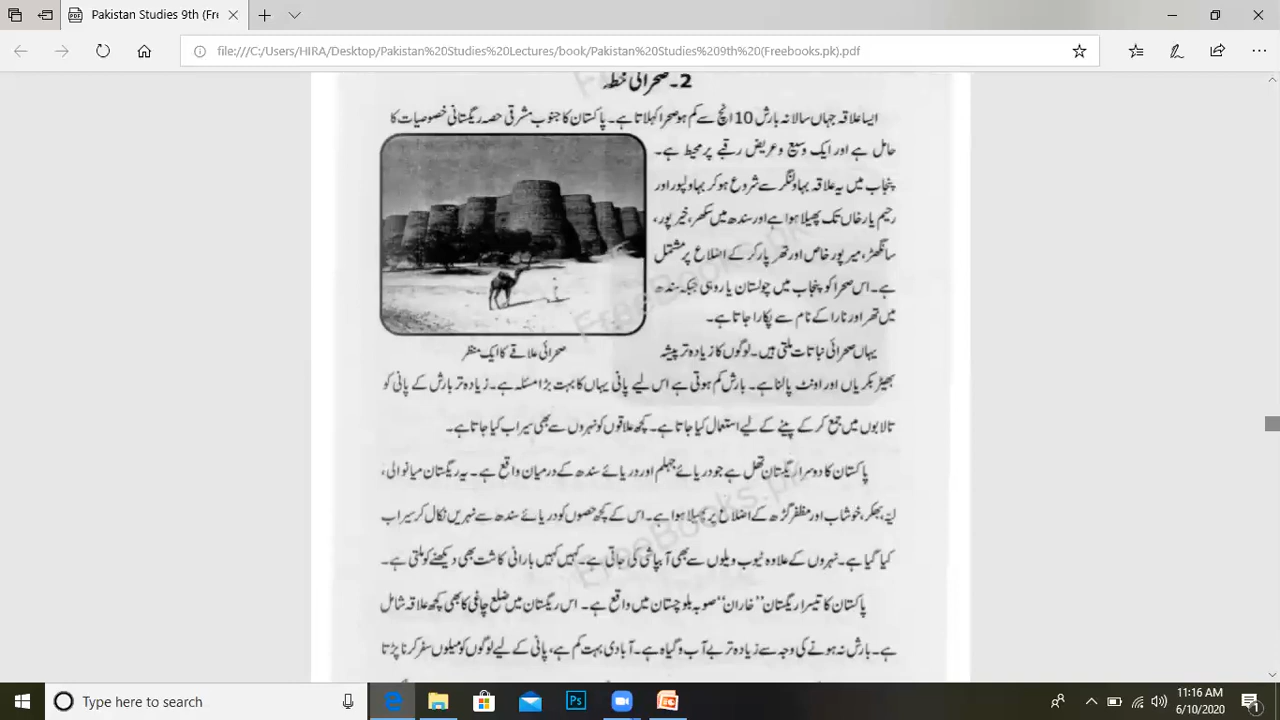 Pakistan Studies 9th (Fre
file:///C:/Users/HIRA/Desktop/Pakistan%20Studies%20Lectures/book/Pakistan%20Studies%209th%20(Freebooks.pk).pdf
2۔ صحرائی خطہ
ایسا علاقہ جہاں سالانہ بارش 10 انچ سے کم ہو صحرا کہلاتا ہے۔ پاکستان کا جنوب مشرقی حصہ ریگستانی خصوصیات کا
حامل ہے اور ایک وسیع و عریض رقبے پر محیط ہے۔
پنجاب میں یہ علاقہ بہاولنگر سے شروع ہو کر بہاولپور اور
رحیم یار خاں تک پھیلا ہوا ہے اور سندھ میں سکھر، خیر پور،
سانگھڑ، میر پور خاص اور تھر پارکر کے اضلاع پر مشتمل
ہے۔ اس صحرا کو پنجاب میں چولستان یا روہی جبکہ سندھ
میں تھر اور نارا کے نام سے پکارا جاتا ہے۔
یہاں صحرائی نباتات ملتی ہیں۔ لوگوں کا زیادہ تر پیشہ
صحرائی علاقے کا ایک منظر
بھیڑ بکریاں اور اونٹ پالنا ہے۔ بارش کم ہوتی ہے اس لیے پانی یہاں کا بہت بڑا مسئلہ ہے۔ زیادہ تر بارش کے پانی کو
تالابوں میں جمع کر کے پینے کے لیے استعمال کیا جاتا ہے۔ کچھ علاقوں کو نہروں سے بھی سیراب کیا جاتا ہے۔
پاکستان کا دوسرا ریگستان تھل ہے جو دریائے جہلم اور دریائے سندھ کے درمیان واقع ہے۔ یہ ریگستان میانوالی،
لیہ، بھکر، خوشاب اور مظفر گڑھ کے اضلاع پر پھیلا ہوا ہے۔ اس کے کچھ حصوں کو دریائے سندھ سے نہریں نکال کر سیراب
کیا گیا ہے۔ نہروں کے علاوہ ٹیوب ویلوں سے بھی آبپاشی کی جاتی ہے۔ کہیں کہیں بارانی کاشت بھی دیکھنے کو ملتی ہے۔
پاکستان کا تیسرا ریگستان ”خاران“ صوبہ بلوچستان میں واقع ہے۔ اس ریگستان میں ضلع چاغی کا بھی کچھ علاقہ شامل
ہے۔ بارش نہ ہونے کی وجہ سے زیادہ تر بے آب و گیاہ ہے۔ آبادی بہت کم ہے، پانی کے لیے لوگوں کو میلوں سفر کرنا پڑتا
FreeBooks.pk
FreeBooks.pk
Type here to search
11:16 AM
6/10/2020